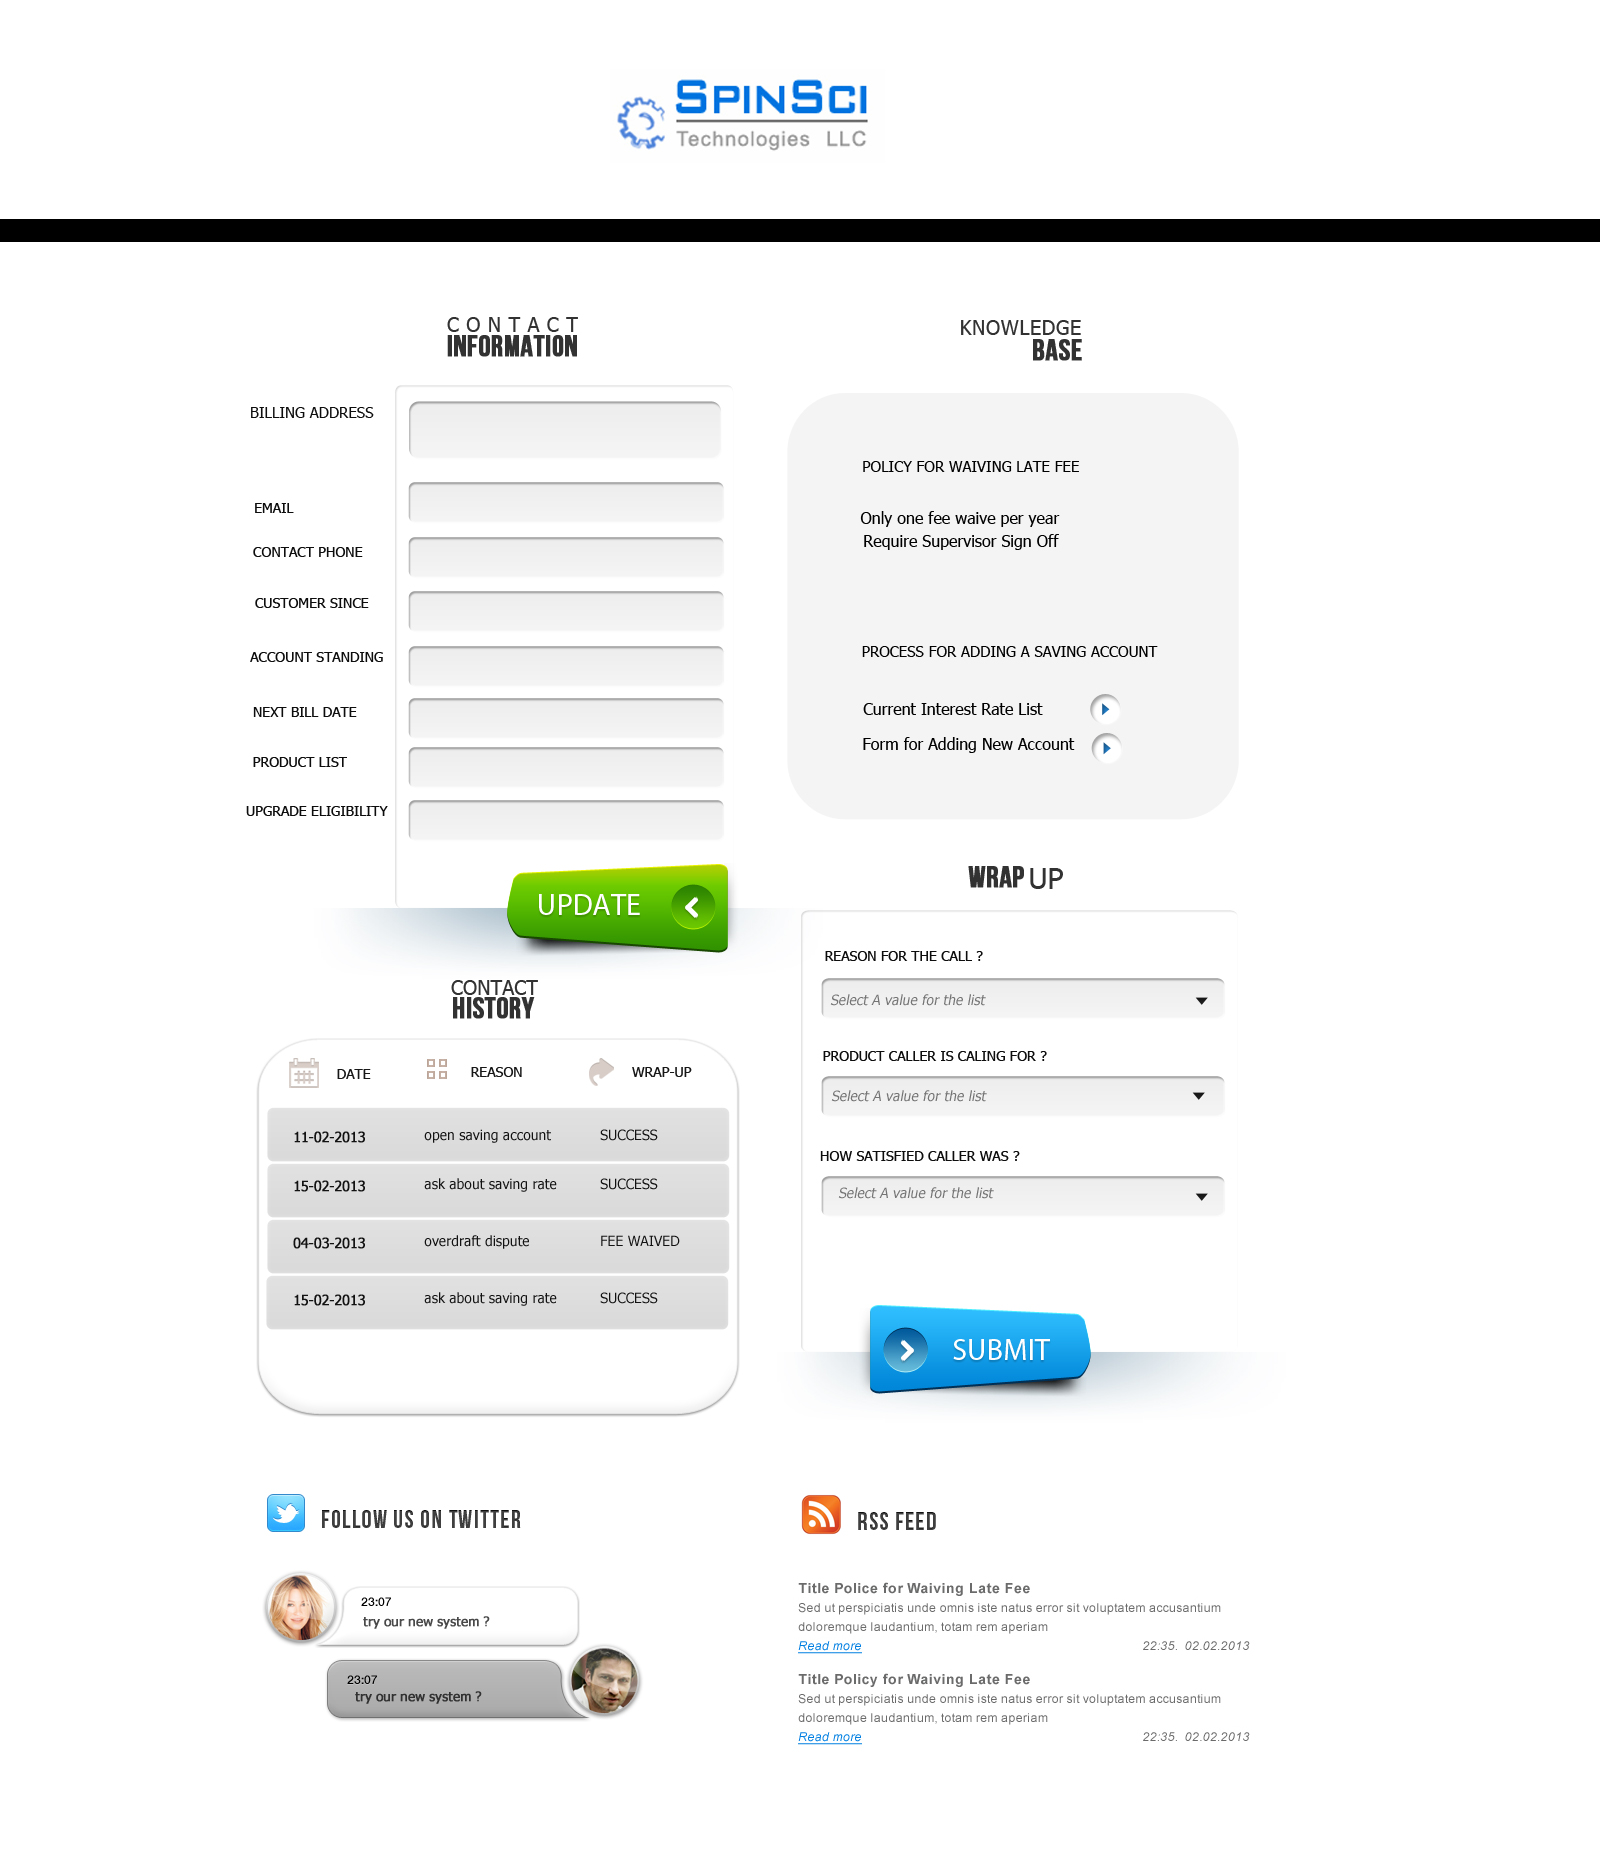 SPINSCI
Technologies LLC
CONTACT
INFORMATION
BILLING ADDRESS
EMAIL
CONTACT PHONE
CUSTOMER SINCE
ACCOUNT STANDING
NEXT BILL DATE
PRODUCT LIST
UPGRADE ELIGIBILITY
UPDATE
KNOWLEDGE
BASE
POLICY FOR WAIVING LATE FEE
Only one fee waive per year
Require Supervisor Sign Off
PROCESS FOR ADDING A SAVING ACCOUNT
Current Interest Rate List
Form for Adding New Account
CONTACT
HISTORY
DATE REASON WRAP-UP
11-02-2013 open saving account SUCCESS
15-02-2013 ask about saving rate SUCCESS
04-03-2013 overdraft dispute FEE WAIVED
15-02-2013 ask about saving rate SUCCESS
WRAP UP
REASON FOR THE CALL ?
Select A value for the list
PRODUCT CALLER IS CALING FOR ?
Select A value for the list
HOW SATISFIED CALLER WAS ?
Select A value for the list
SUBMIT
FOLLOW US ON TWITTER
23:07
try our new system ?
23:07
try our new system ?
RSS FEED
Title Police for Waiving Late Fee
Sed ut perspiciatis unde omnis iste natus error sit voluptatem accusantium
doloremque laudantium, totam rem aperiam
Read more 22:35. 02.02.2013
Title Policy for Waiving Late Fee
Sed ut perspiciatis unde omnis iste natus error sit voluptatem accusantium
doloremque laudantium, totam rem aperiam
Read more 22:35. 02.02.2013